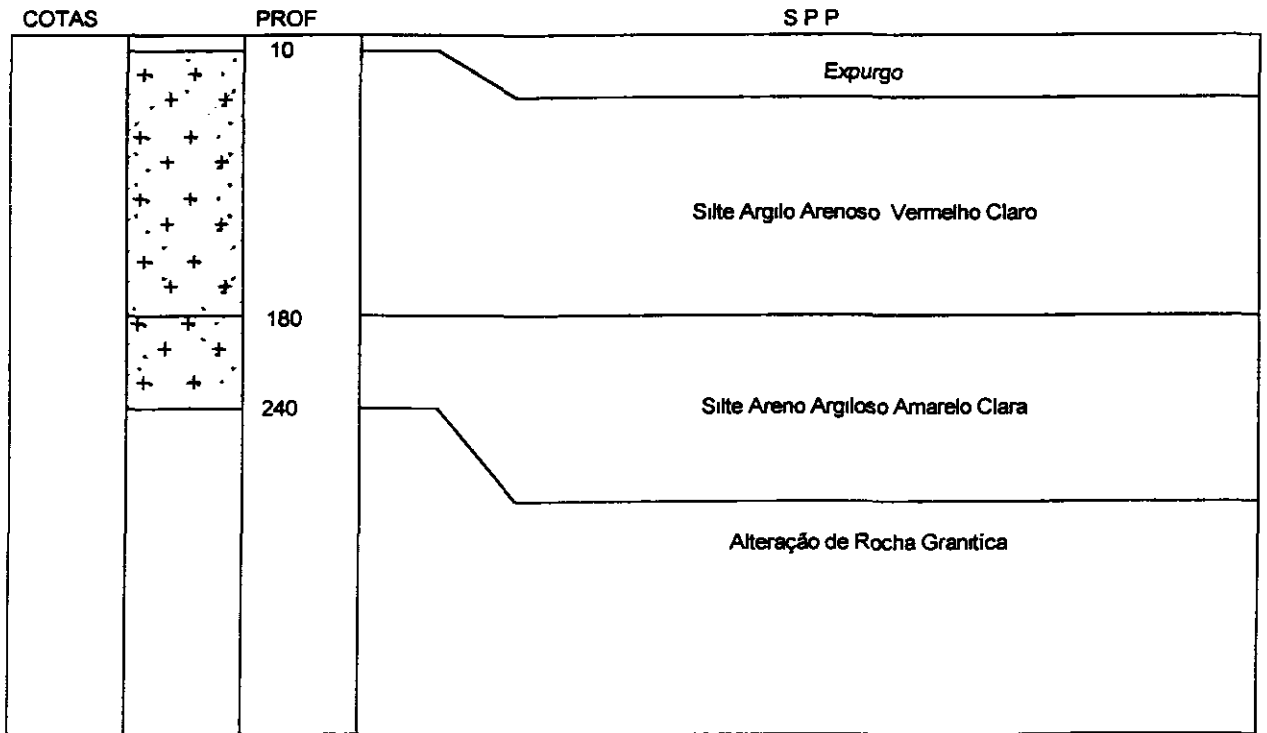 COTAS PROF S P P
10
Expurgo
Silte Argilo Arenoso Vermelho Claro
180
240
Silte Areno Argiloso Amarelo Clara
Alteração de Rocha Granitica